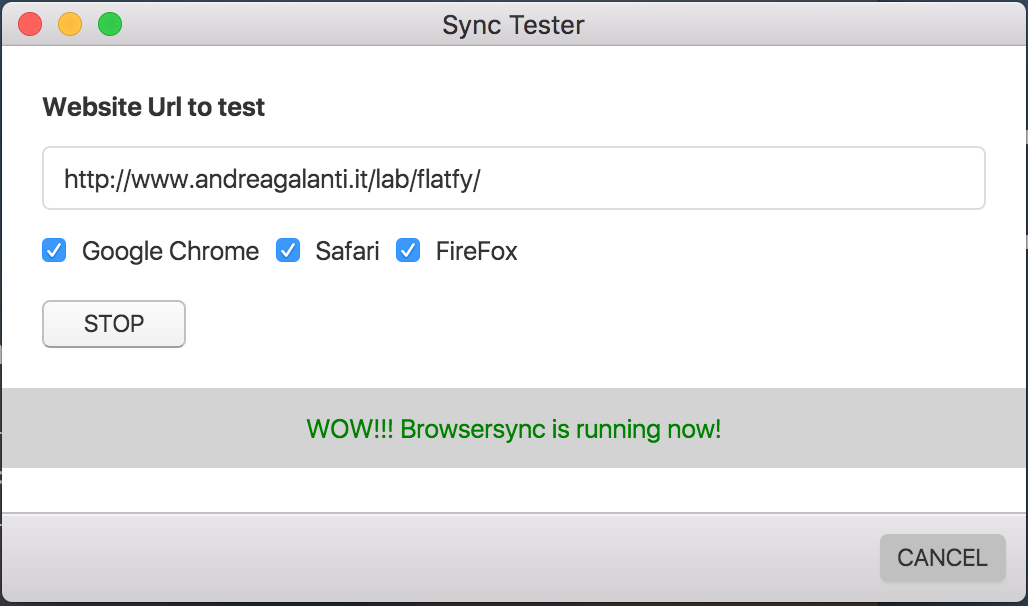 Sync Tester
Website Url to test
http://www.andreagalanti.it/lab/flatfy/
Google Chrome Safari FireFox
STOP
WOW!!! Browsersync is running now!
CANCEL